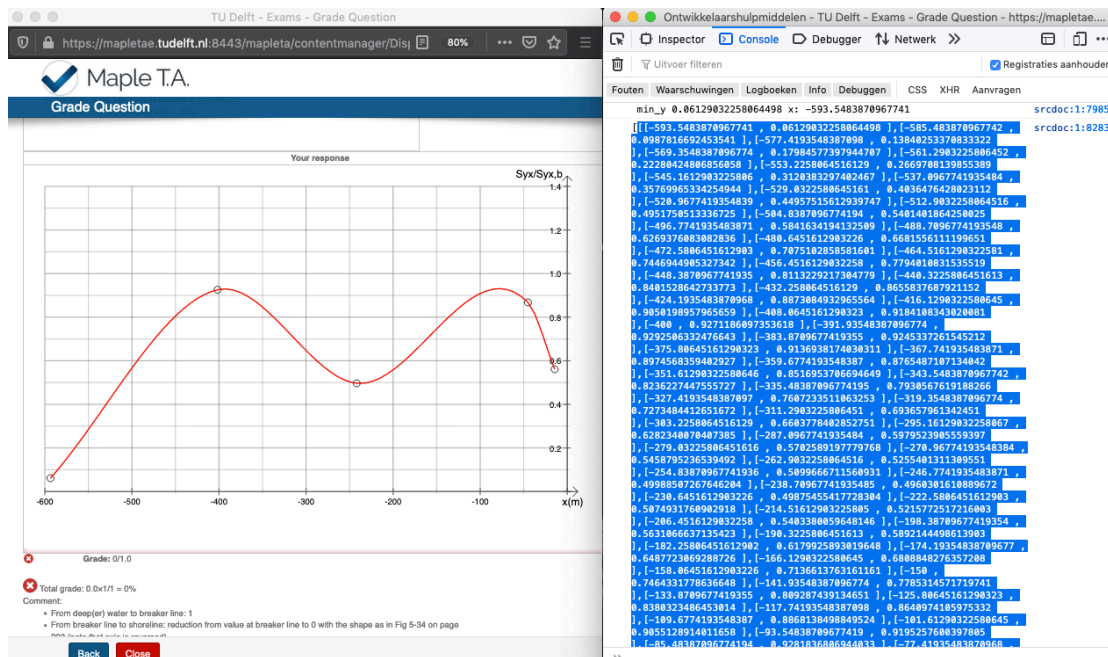 TU Delft - Exams - Grade Question
https://mapletae.tudelft.nl:8443/mapleta/contentmanager/Disp
80%
Maple T.A.
Grade Question
Your response
Syx/Syx,b
1.4
1.2
1.0
0.8
0.6
0.4
0.2
-600
-500
-400
-300
-200
-100
x(m)
Grade: 0/1.0
Total grade: 0.0x1/1 = 0%
Comment:
• From deep(er) water to breaker line: 1
• From breaker line to shoreline: reduction from value at breaker line to 0 with the shape as in Fig 5-34 on page
Back
Close
Ontwikkelaarshulpmiddelen - TU Delft - Exams - Grade Question - https://mapletae....
Inspector
Console
Debugger
Netwerk
Uitvoer filteren
Registraties aanhouden
Fouten
Waarschuwingen
Logboeken
Info
Debuggen
CSS
XHR
Aanvragen
min_y 0.06129032258064498 x: -593.5483870967741
srcdoc:1:7985
[[-593.5483870967741 , 0.06129032258064498 ],[-585.483870967742 ,
srcdoc:1:8283
0.0987816692453541 ],[-577.4193548387098 , 0.13840253370833322
],[-569.3548387096774 , 0.17984577397944707 ],[-561.2903225806452 ,
0.22280424806856058 ],[-553.2258064516129 , 0.2669708139855389
],[-545.1612903225806 , 0.3120383297402467 ],[-537.0967741935484 ,
0.35769965334254944 ],[-529.0322580645161 , 0.4036476428023112
],[-520.9677419354839 , 0.44957515612939747 ],[-512.9032258064516 ,
0.4951750513336725 ],[-504.8387096774194 , 0.5401401864250025
],[-496.7741935483871 , 0.5841634194132509 ],[-488.7096774193548 ,
0.6269376083082836 ],[-480.6451612903226 , 0.6681556111199651
],[-472.5806451612903 , 0.7075102858581601 ],[-464.516129032581 ,
0.7446944905327342 ],[-456.4516129032258 , 0.7794010831535519
],[-448.3870967741935 , 0.8113229217304779 ],[-440.3225806451613 ,
0.8401528642733773 ],[-432.258064516129 , 0.8655837687921152
],[-424.1935483870968 , 0.8873084932965564 ],[-416.1290322580645 ,
0.9050198957965659 ],[-408.0645161290323 , 0.9184108343020081
],[-400 , 0.9271186097353618 ],[-391.93548387096774 ,
0.9292506332476643 ],[-383.8709677419355 , 0.9245337261545212
],[-375.80645161290323 , 0.9136938174030311 ],[-367.741935483871 ,
0.8974568359402927 ],[-359.6774193548387 , 0.8765487107134042
],[-351.61290322580646 , 0.8516953706694649 ],[-343.5483870967742 ,
0.8236227447555727 ],[-335.48387096774195 , 0.7930567619188266
],[-327.4193548387097 , 0.7607233511063253 ],[-319.3548387096774 ,
0.7273484412651672 ],[-311.2903225806451 , 0.693657961342451
],[-303.2258064516129 , 0.6603778402852751 ],[-295.16129032258067 ,
0.6282340070407385 ],[-287.0967741935484 , 0.5979523905559397
],[-279.0322580645616 , 0.5702589197779768 ],[-270.96774193548384 ,
0.5458795236539492 ],[-262.9032258064516 , 0.5255401311309551
],[-254.83870967741936 , 0.5099666711560931 ],[-246.7741935483871 ,
0.49988507267646204 ],[-238.70967741935485 , 0.4960301610889672
],[-230.6451612903226 , 0.49875455417728304 ],[-222.5806451612903 ,
0.5074931760902918 ],[-214.51612903225805 , 0.5215772517216003
],[-206.4516129032258 , 0.5403380059648146 ],[-198.38709677419354 ,
0.5631066637135423 ],[-190.3225806451613 , 0.5892144498613903
],[-182.25806451612902 , 0.6179925893019648 ],[-174.19354838709677 ,
0.6487723069288726 ],[-166.1290322580645 , 0.6808848276357208
],[-158.06451612903226 , 0.7136613763161161 ],[-150 ,
0.7464331778636648 ],[-141.93548387096774 , 0.7785314571719741
],[-133.8709677419355 , 0.809287439134651 ],[-125.80645161290323 ,
0.8380323486453014 ],[-117.74193548387098 , 0.8640974105975332
],[-109.6774193548387 , 0.8868138498849524 ],[-101.61290322580645 ,
0.9055128914011658 ],[-93.54838709677419 , 0.9195257600397805
],[-85.48387096774194 , 0.9281836806944033 ],[-77.41935483870968 ,